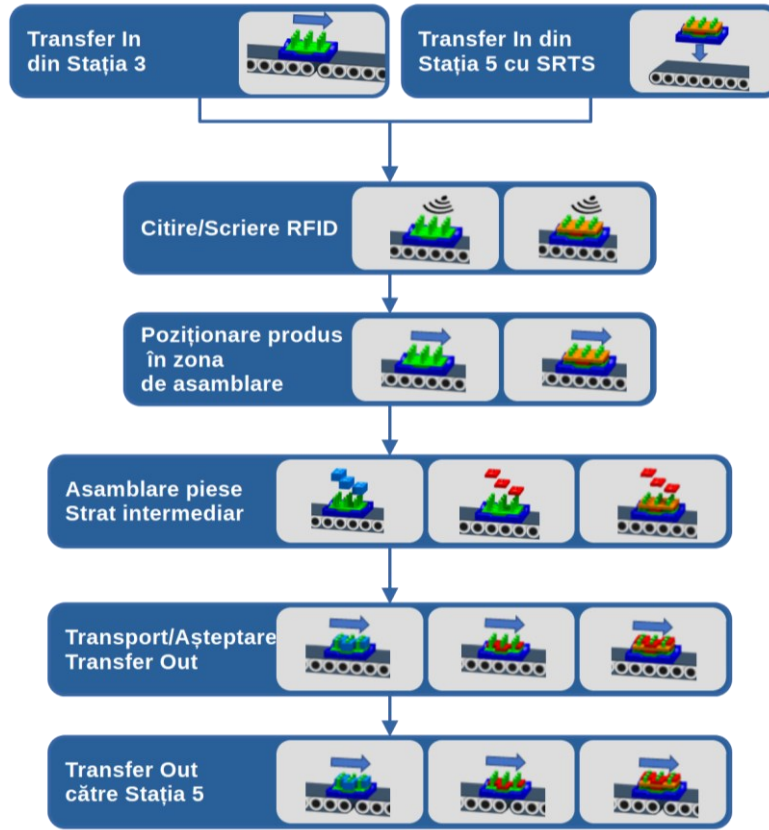 Transfer In
din Stația 3
Transfer In din
Stația 5 cu SRTS
Citire/Scriere RFID
Poziționare produs
în zona
de asamblare
Asamblare piese
Strat intermediar
Transport/Așteptare
Transfer Out
Transfer Out
către Stația 5